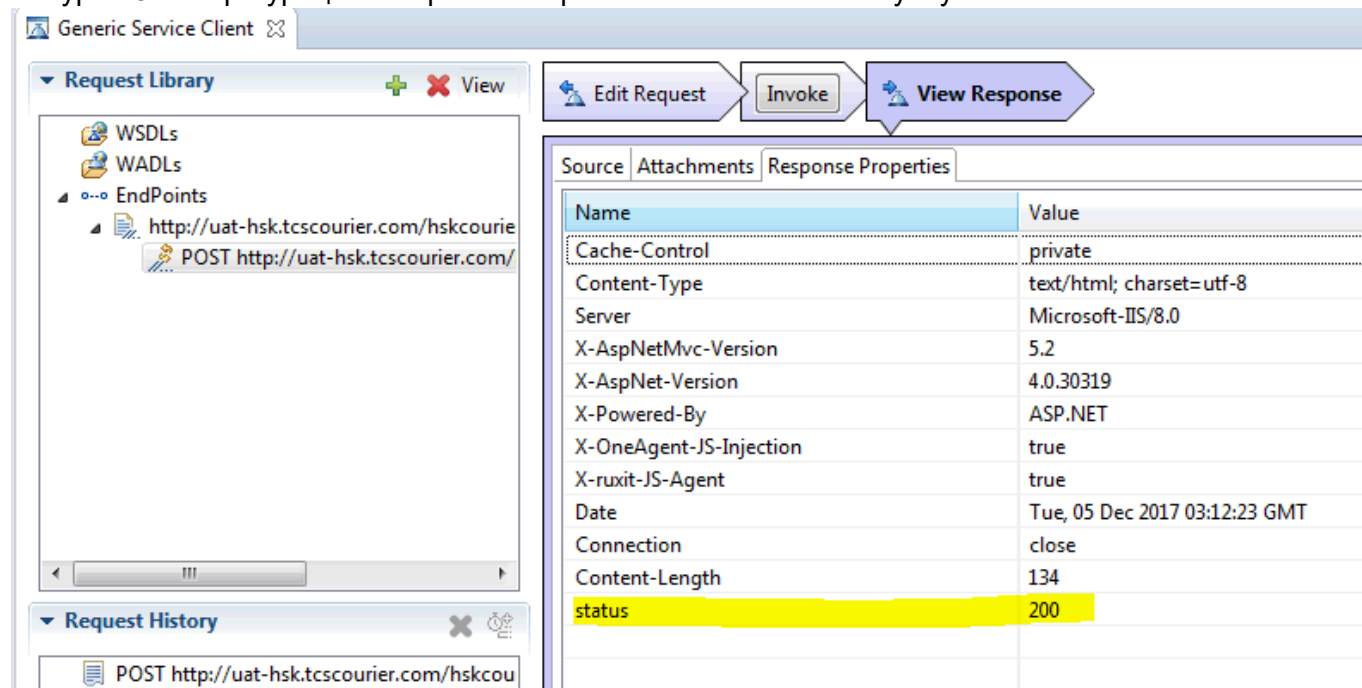 Generic Service Client
Request Library
View
WSDLs
WADLs
EndPoints
http://uat-hsk.tcscourier.com/hskcourie
POST http://uat-hsk.tcscourier.com/
Request History
POST http://uat-hsk.tcscourier.com/hskcou
Edit Request
Invoke
View Response
Source Attachments Response Properties
Name Value
Cache-Control private
Content-Type text/html; charset=utf-8
Server Microsoft-IIS/8.0
X-AspNetMvc-Version 5.2
X-AspNet-Version 4.0.30319
X-Powered-By ASP.NET
X-OneAgent-JS-Injection true
X-ruxit-JS-Agent true
Date Tue, 05 Dec 2017 03:12:23 GMT
Connection close
Content-Length 134
status 200